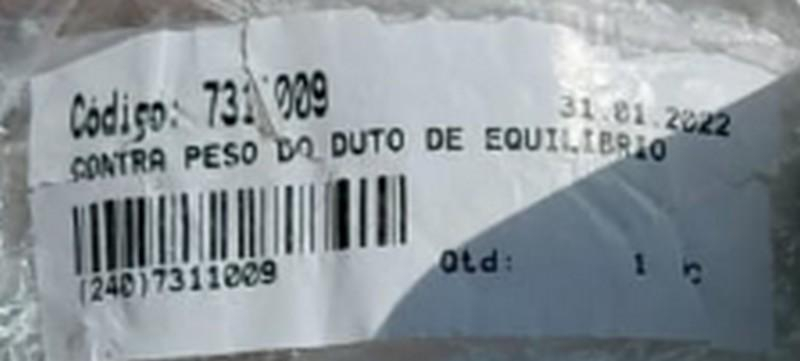 Código: 7311009
31.01.2022
CONTRA PESO DO DUTO DE EQUILIBRIO
(240)7311009
Qtd: 1